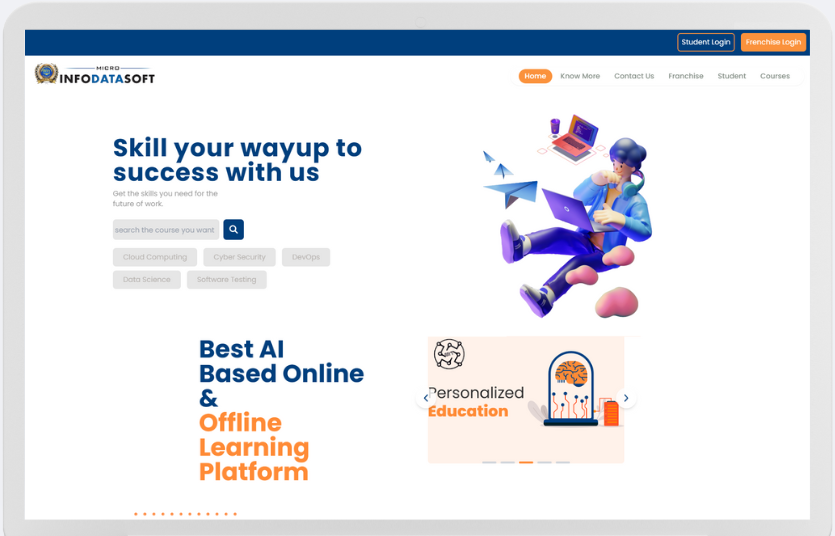 Student Login
Frenchise Login
MICRO
INFODATASOFT
Home
Know More
Contact Us
Franchise
Student
Courses
Skill your wayup to
success with us
Get the skills you need for the
future of work.
search the course you want
Cloud Computing
Cyber Security
DevOps
Data Science
Software Testing
Best AI
Based Online
&
Offline
Learning
Platform
Personalized
Education